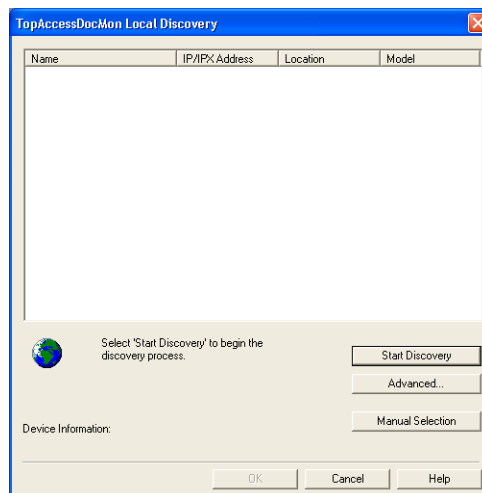 TopAccessDocMon Local Discovery
Name IP/IPX Address Location Model
Select 'Start Discovery' to begin the
discovery process.
Start Discovery
Advanced...
Manual Selection
Device Information:
OK Cancel Help